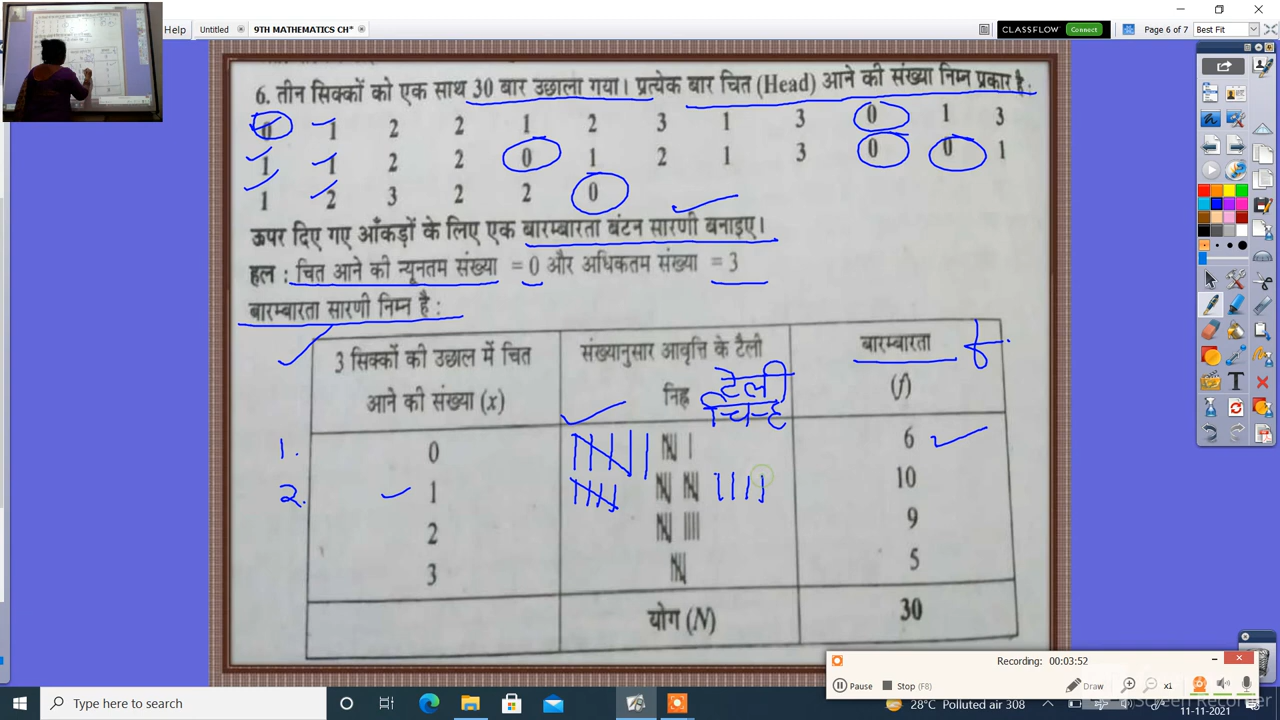 Help Untitled 9TH MATHEMATICS CH* CLASSFLOW Connect Page 6 of 7 Best Fit
6. तीन सिक्कों को एक साथ 30 बार उछाला गया। प्रत्येक बार चित (Head) आने की संख्या निम्न प्रकार है :
0 1 2 2 1 2 3 1 3 0 1 3
1 1 2 2 0 1 2 1 3 0 0 1
1 2 3 2 2 0
ऊपर दिए गए आँकड़ों के लिए एक बारम्बारता बंटन सारणी बनाइए।
हल : चित आने की न्यूनतम संख्या = 0 और अधिकतम संख्या = 3
बारम्बारता सारणी निम्न है :
3 सिक्कों की उछाल में चित आने की संख्या (x)
संख्यानुसार आवृत्ति के टैली निह्न
टेली चिन्ह
बारम्बारता (f)
f.
1. 0 6
2. 1 10
2 9
3 5
योग (N) 30
Recording: 00:03:52
Pause Stop (F8) Draw x1
Type here to search
28°C Polluted air 308
11-11-2021
Screen Recorder